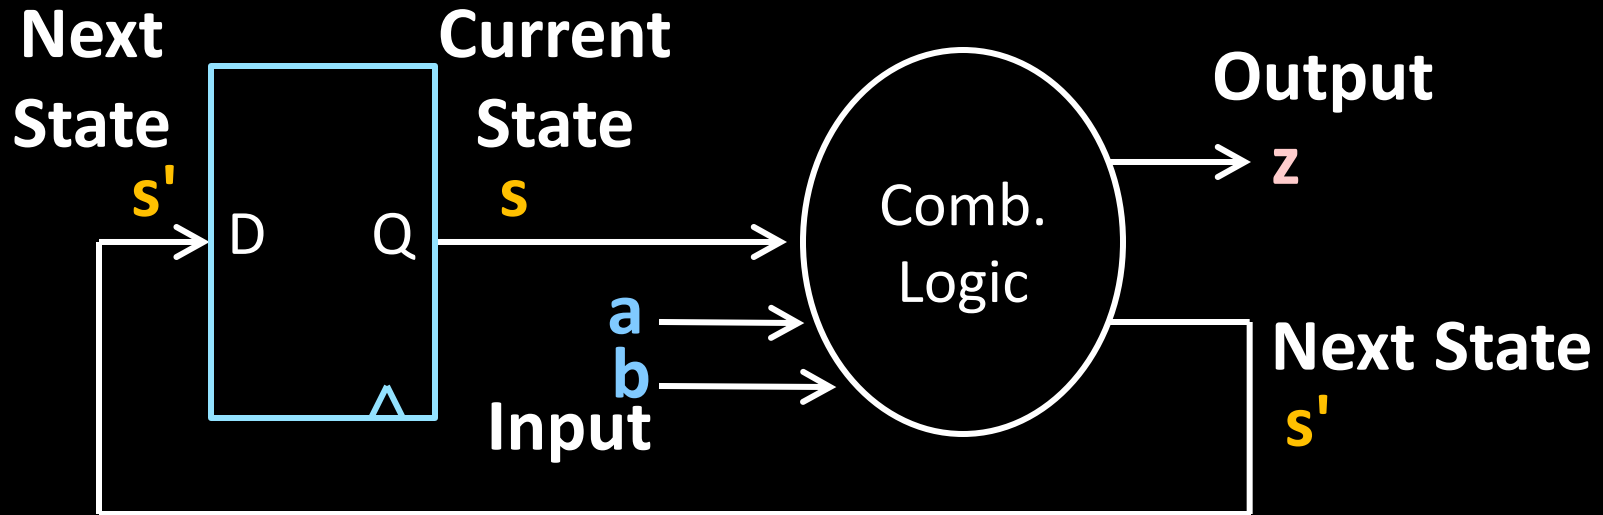 Next
State
s'
D
Q
Current
State
s
a
b
Input
Comb.
Logic
Output
z
Next State
s'